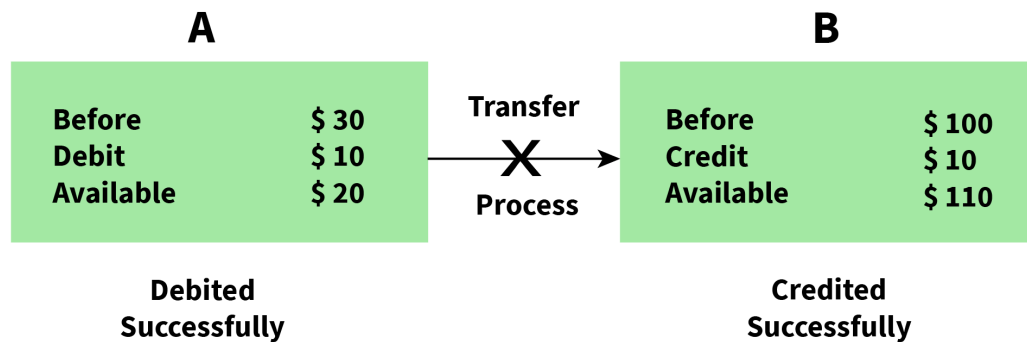 A
Before $ 30
Debit $ 10
Available $ 20
Debited
Successfully
Transfer
X
Process
B
Before $ 100
Credit $ 10
Available $ 110
Credited
Successfully